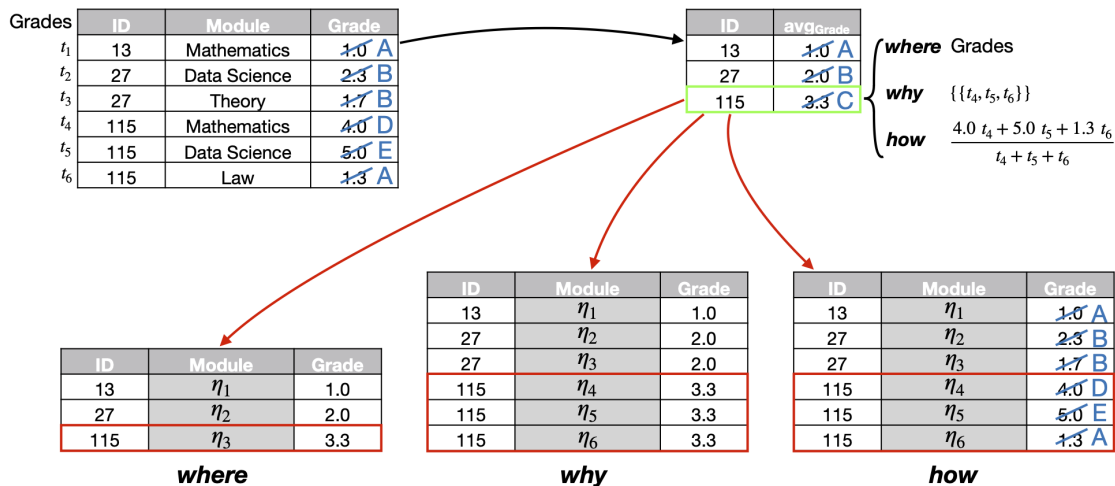 Grades
ID Module Grade
t1 13 Mathematics 1.0 A
t2 27 Data Science 2.3 B
t3 27 Theory 1.7 B
t4 115 Mathematics 4.0 D
t5 115 Data Science 5.0 E
t6 115 Law 1.3 A
ID avgGrade
13 1.0 A
27 2.0 B
115 3.3 C
where Grades
why {{t4, t5, t6}}
how 4.0 t4 + 5.0 t5 + 1.3 t6
t4 + t5 + t6
ID Module Grade
13 η1 1.0
27 η2 2.0
115 η3 3.3
where
ID Module Grade
13 η1 1.0
27 η2 2.0
27 η3 2.0
115 η4 3.3
115 η5 3.3
115 η6 3.3
why
ID Module Grade
13 η1 1.0 A
27 η2 2.3 B
27 η3 1.7 B
115 η4 4.0 D
115 η5 5.0 E
115 η6 1.3 A
how